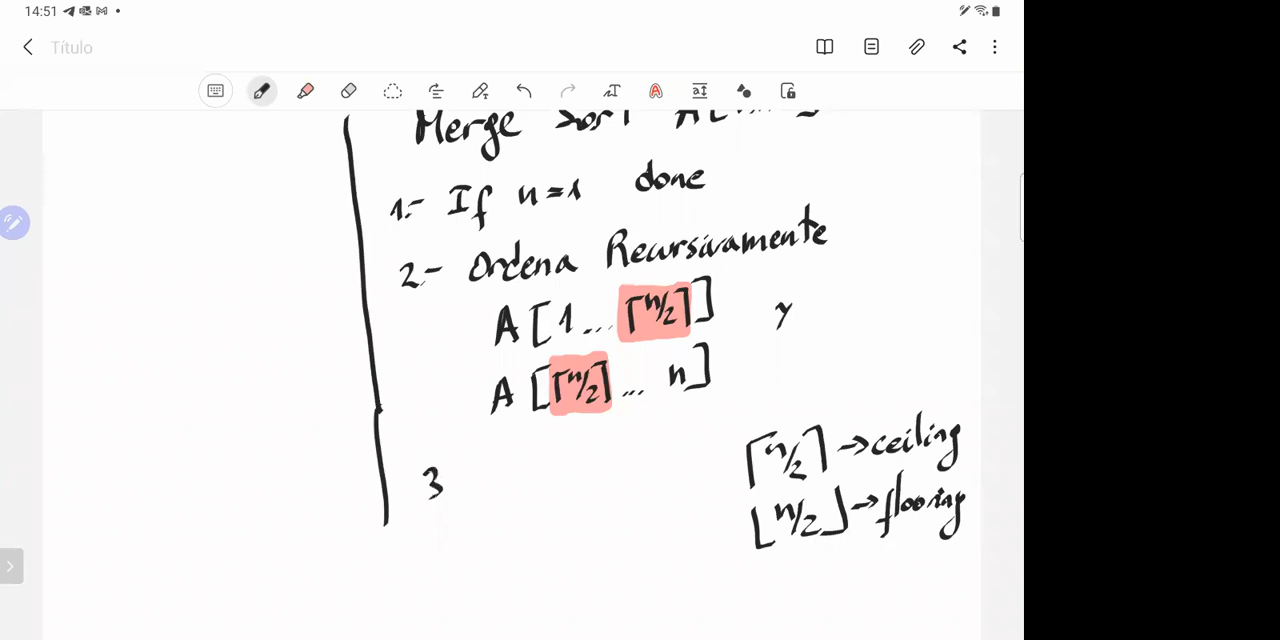 14:51
Título
Merge Sort A[
1.- If n=1 done
2.- Ordena Recursivamente
A[1...⌈n/2⌉] y
A[⌈n/2⌉ ... n]
⌈n/2⌉ → ceiling
3
⌊n/2⌋ → flooring